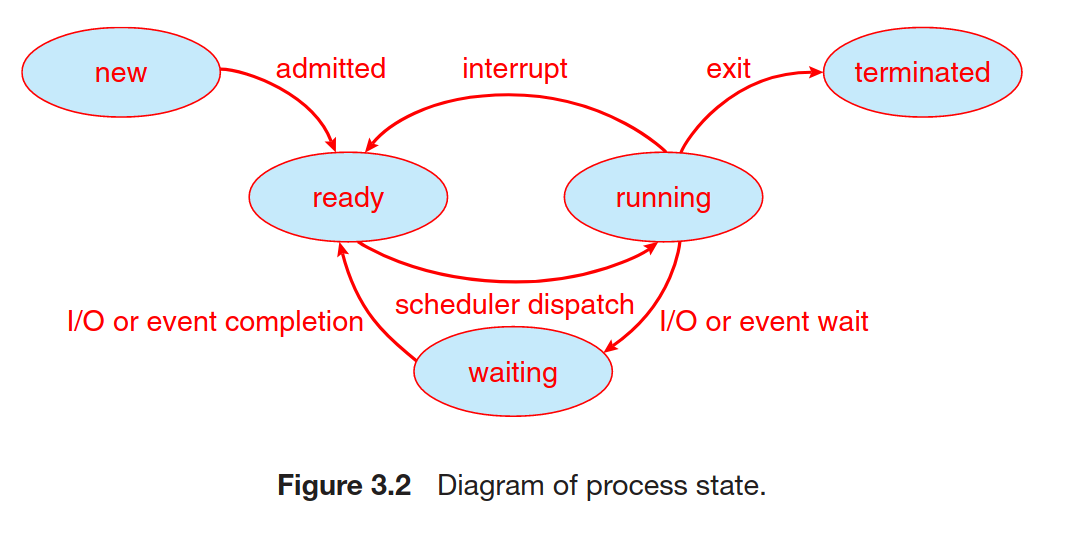 new
admitted
interrupt
exit
terminated
ready
running
scheduler dispatch
I/O or event completion
I/O or event wait
waiting
Figure 3.2 Diagram of process state.